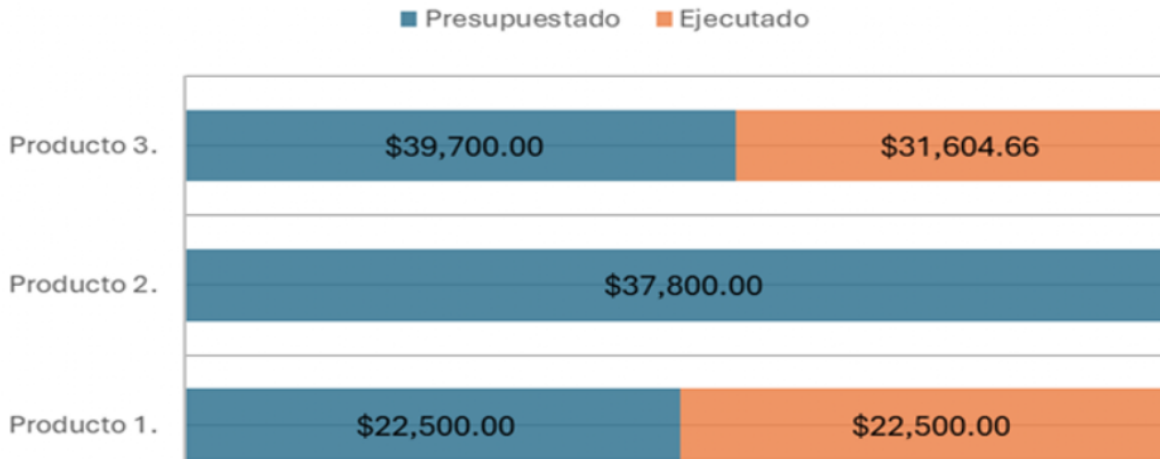 Presupuestado Ejecutado
Producto 3. $39,700.00 $31,604.66
Producto 2. $37,800.00
Producto 1. $22,500.00 $22,500.00